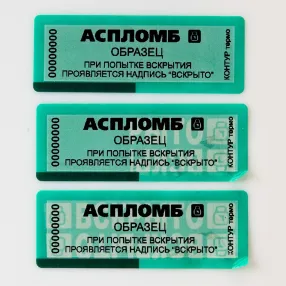 00000000
АСПЛОМБ
ОБРАЗЕЦ
ПРИ ПОПЫТКЕ ВСКРЫТИЯ
ПРОЯВЛЯЕТСЯ НАДПИСЬ "ВСКРЫТО"
КОНТУР термо
00000000
АСПЛОМБ
ОБРАЗЕЦ
ПРИ ПОПЫТКЕ ВСКРЫТИЯ
ПРОЯВЛЯЕТСЯ НАДПИСЬ "ВСКРЫТО"
КОНТУР термо
00000000
АСПЛОМБ
ОБРАЗЕЦ
ПРИ ПОПЫТКЕ ВСКРЫТИЯ
ПРОЯВЛЯЕТСЯ НАДПИСЬ "ВСКРЫТО"
КОНТУР термо